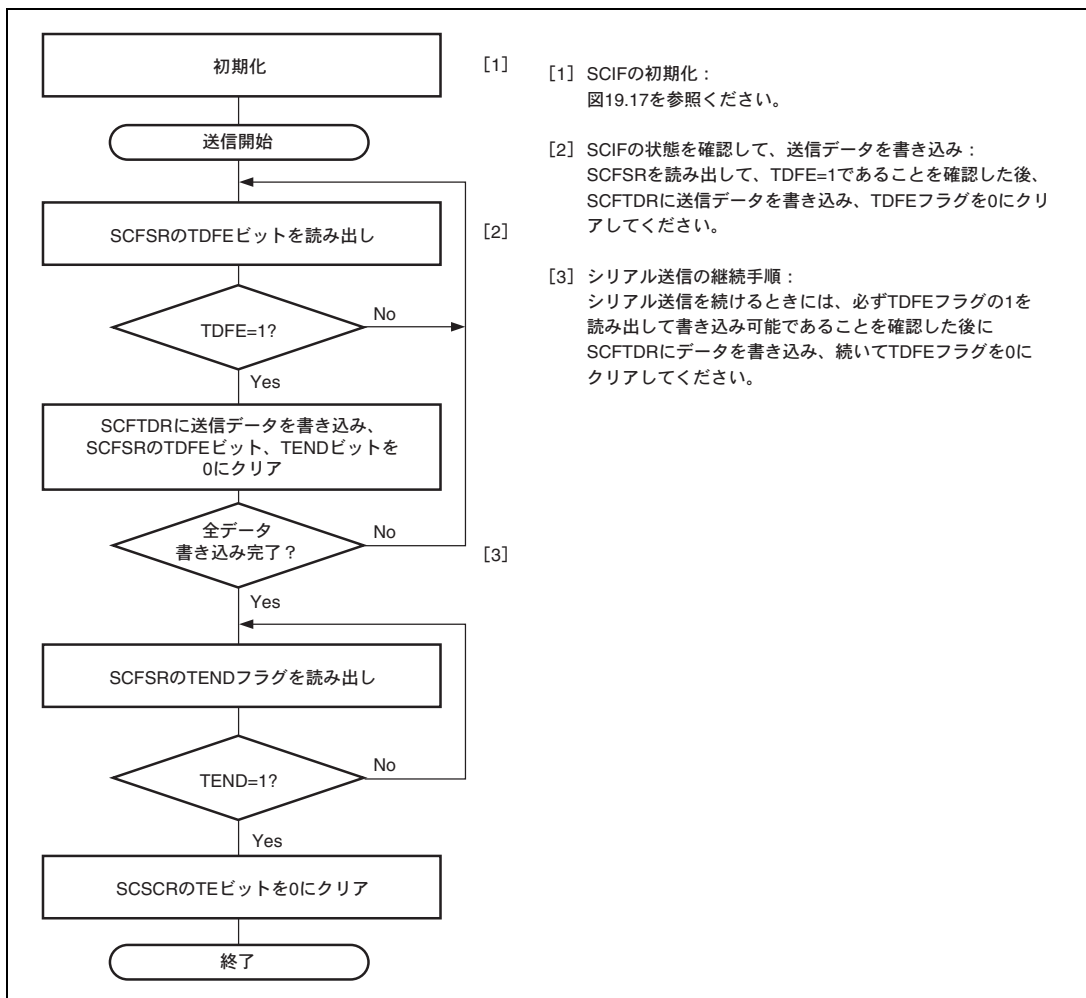 初期化
[1]
送信開始
SCFSRのTDFEビットを読み出し
[2]
TDFE=1?
No
Yes
SCFTDRに送信データを書き込み、
SCFSRのTDFEビット、TENDビットを
0にクリア
全データ
書き込み完了？
No
[3]
Yes
SCFSRのTENDフラグを読み出し
TEND=1?
No
Yes
SCSCRのTEビットを0にクリア
終了
[1] SCIFの初期化：
図19.17を参照ください。
[2] SCIFの状態を確認して、送信データを書き込み：
SCFSRを読み出して、TDFE=1であることを確認した後、
SCFTDRに送信データを書き込み、TDFEフラグを0にクリ
アしてください。
[3] シリアル送信の継続手順：
シリアル送信を続けるときには、必ずTDFEフラグの1を
読み出して書き込み可能であることを確認した後に
SCFTDRにデータを書き込み、続いてTDFEフラグを0に
クリアしてください。